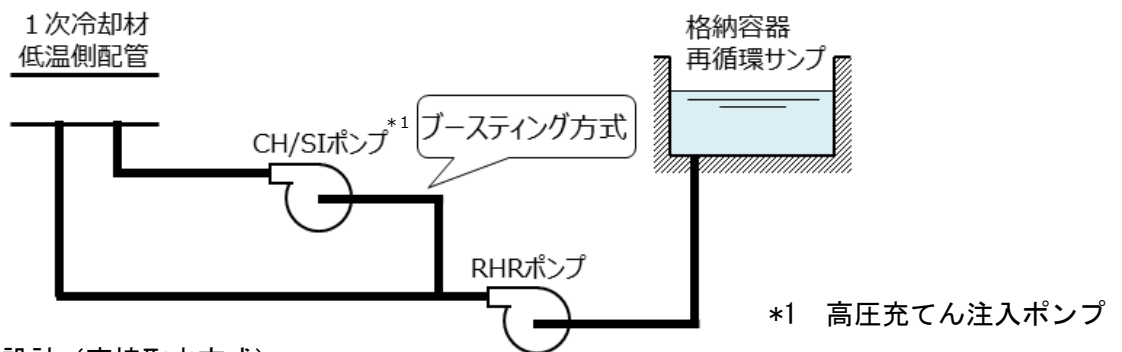 １次冷却材
低温側配管
格納容器
再循環サンプ
*1
ブースティング方式
CH/SIポンプ
RHRポンプ
*1 高圧充てん注入ポンプ